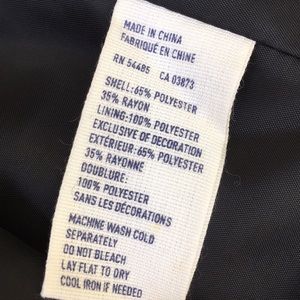 MADE IN CHINA
FABRIQUÉ EN CHINE
RN 54485 CA 03873
SHELL:65% POLYESTER
35% RAYON
LINING:100% POLYESTER
EXCLUSIVE OF DECORATION
EXTÉRIEUR:65% POLYESTER
35% RAYONNE
DOUBLURE:
100% POLYESTER
SANS LES DÉCORATIONS
MACHINE WASH COLD
SEPARATELY
DO NOT BLEACH
LAY FLAT TO DRY
COOL IRON IF NEEDED